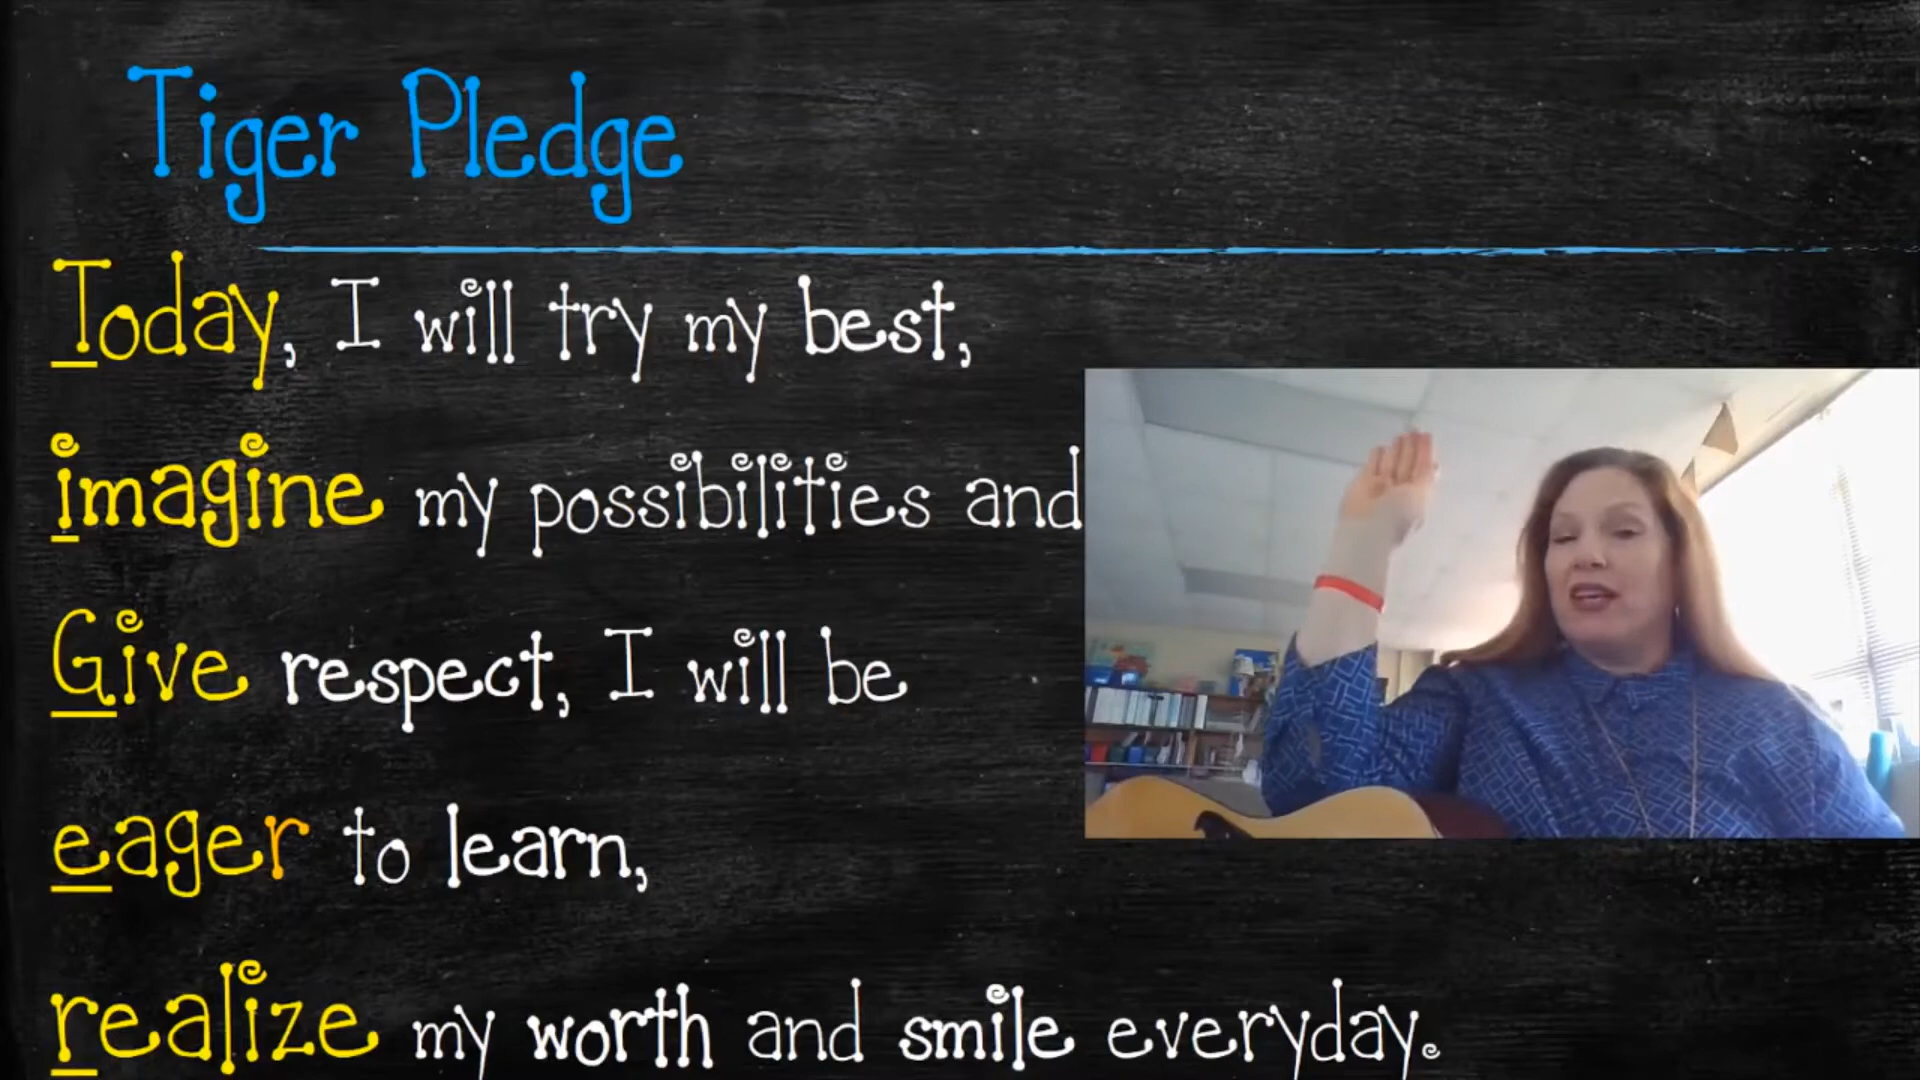 Tiger Pledge
Today, I will try my best,
imagine my possibilities and
Give respect, I will be
eager to learn,
realize my worth and smile everyday.